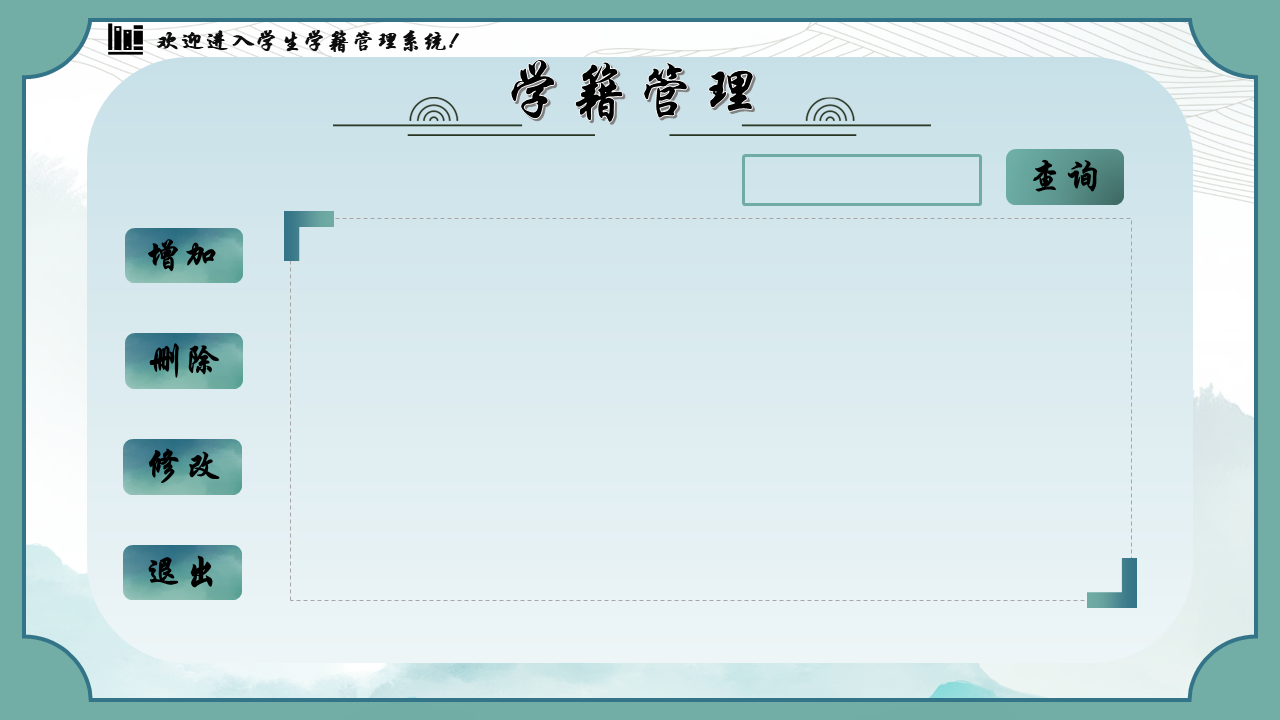 欢迎进入学生学籍管理系统!
学籍管理
查询
增加
删除
修改
退出